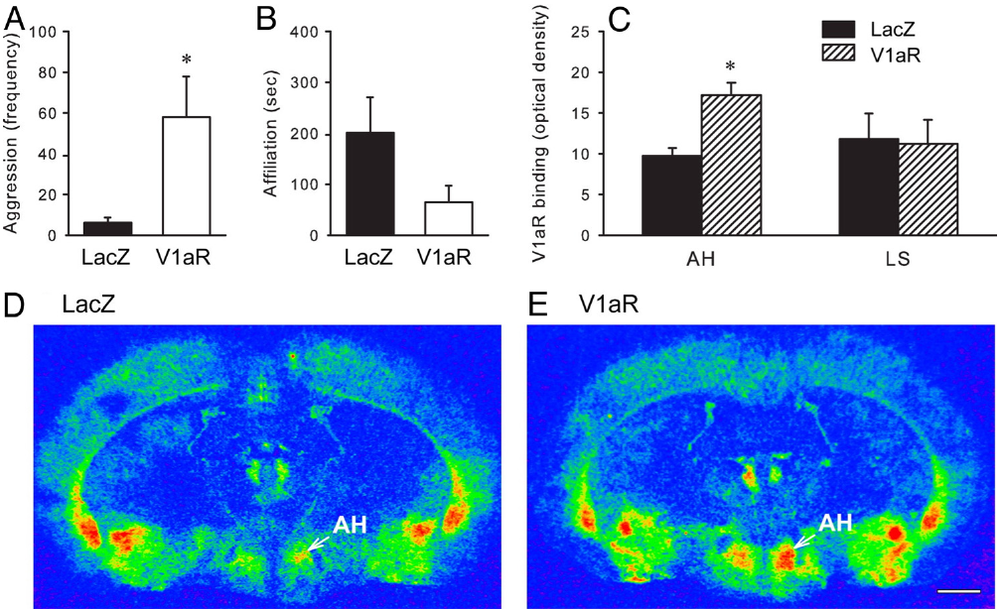 A
Aggression (frequency)
100
80
60
40
20
0
*
LacZ
V1aR
B
Affiliation (sec)
400
300
200
100
0
LacZ
V1aR
C
V1aR binding (optical density)
25
20
15
10
5
0
LacZ
V1aR
*
AH
LS
D
LacZ
AH
E
V1aR
AH